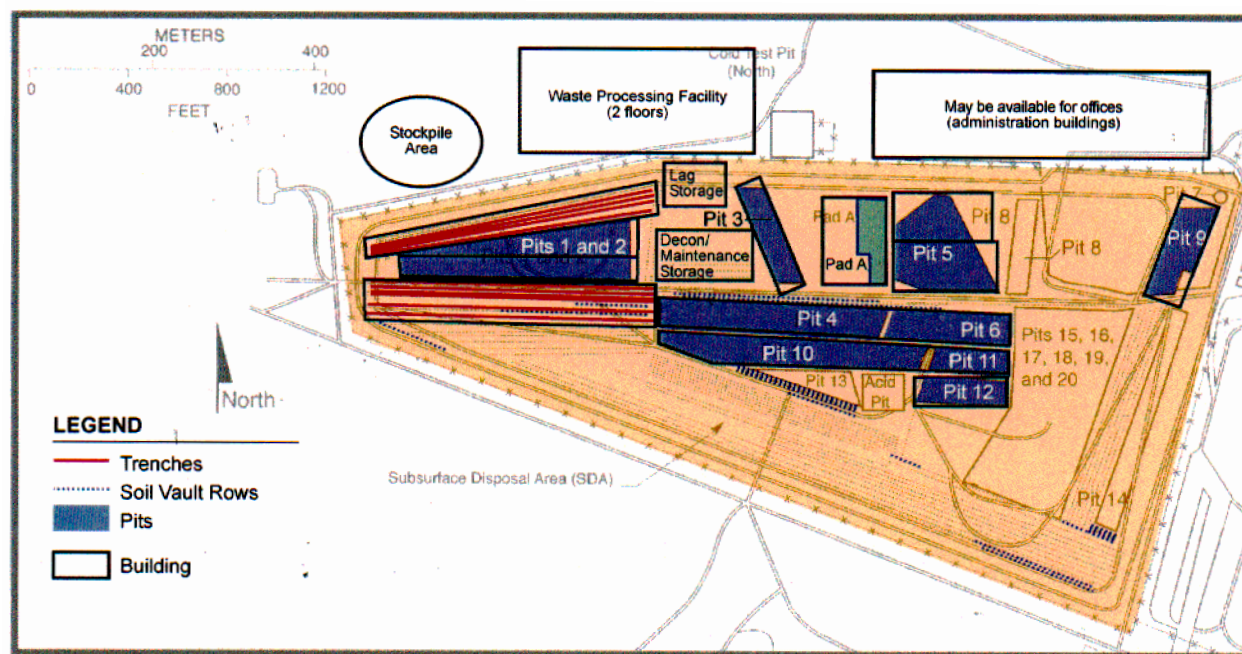 METERS
200 400
0 400 800 1200
FEET
Stockpile
Area
Waste Processing Facility
(2 floors)
Cold Test Pit
(North)
May be available for offices
(administration buildings)
Lag
Storage
Pit 3
Pad A
Pit 8
Pit 7
Pits 1 and 2
Decon/
Maintenance
Storage
Pad A
Pit 5
Pit 8
Pit 9
Pit 4
Pit 6
Pits 15, 16,
17, 18, 19,
and 20
Pit 10
Pit 11
Pit 13
Acid
Pit
Pit 12
North
LEGEND
Trenches
Soil Vault Rows
Pits
Building
Subsurface Disposal Area (SDA)
Pit 14